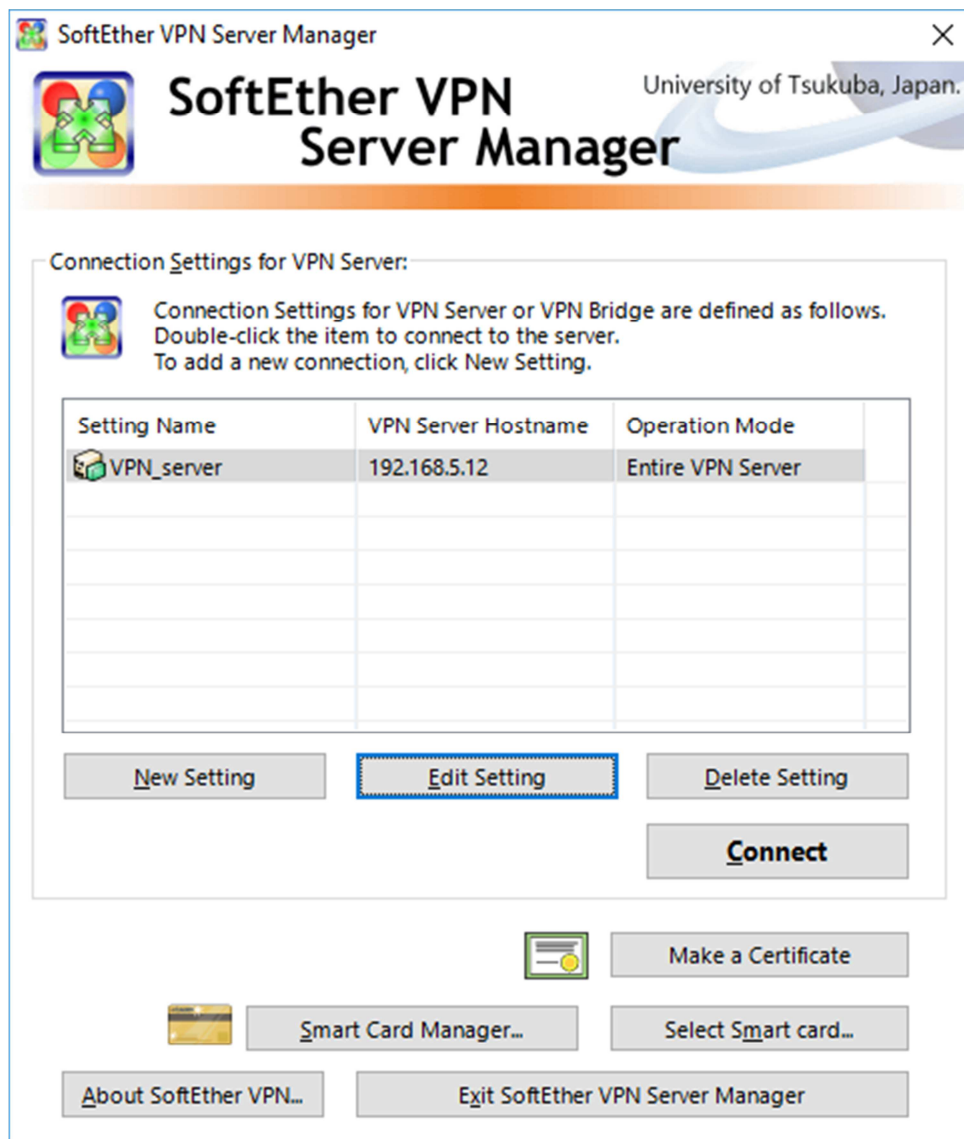 SoftEther VPN Server Manager
SoftEther VPN
Server Manager
University of Tsukuba, Japan.
Connection Settings for VPN Server:
Connection Settings for VPN Server or VPN Bridge are defined as follows.
Double-click the item to connect to the server.
To add a new connection, click New Setting.
Setting Name VPN Server Hostname Operation Mode
VPN_server 192.168.5.12 Entire VPN Server
New Setting Edit Setting Delete Setting
Connect
Make a Certificate
Smart Card Manager... Select Smart card...
About SoftEther VPN... Exit SoftEther VPN Server Manager